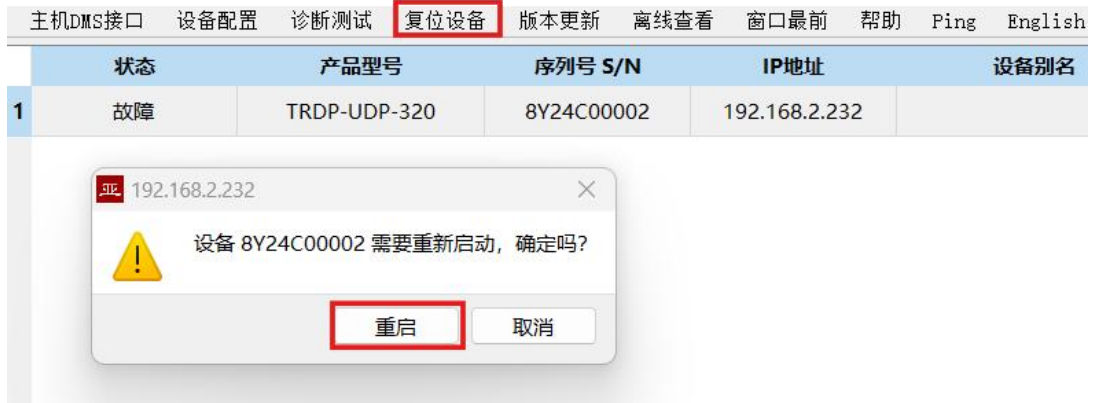 主机DMS接口 设备配置 诊断测试 复位设备 版本更新 离线查看 窗口最前 帮助 Ping English
状态 产品型号 序列号 S/N IP地址 设备别名
1 故障 TRDP-UDP-320 8Y24C00002 192.168.2.232
亚 192.168.2.232
设备 8Y24C00002 需要重新启动，确定吗?
重启 取消